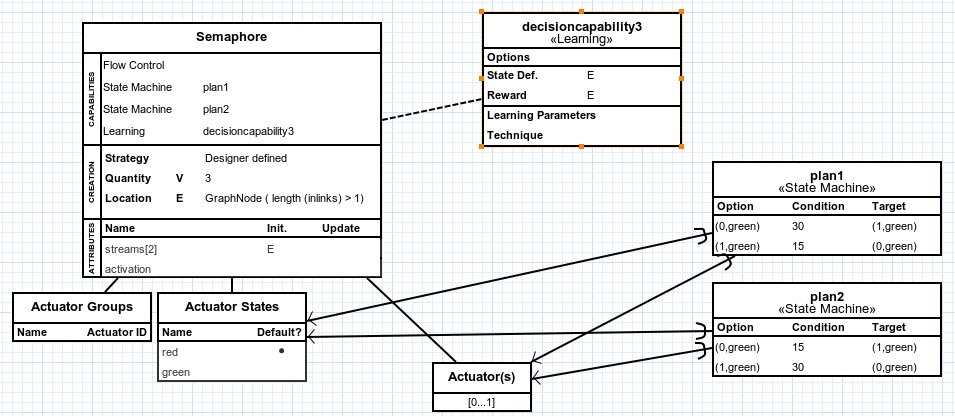 Semaphore
CAPABILITIES
Flow Control
State Machine plan1
State Machine plan2
Learning decisioncapability3
CREATION
Strategy Designer defined
Quantity V 3
Location E GraphNode ( length (inlinks) > 1)
ATTRIBUTES
Name Init. Update
streams[2] E
activation
decisioncapability3
«Learning»
Options
State Def. E
Reward E
Learning Parameters
Technique
plan1
«State Machine»
Option Condition Target
(0,green) 30 (1,green)
(1,green) 15 (0,green)
plan2
«State Machine»
Option Condition Target
(0,green) 15 (1,green)
(1,green) 30 (0,green)
Actuator Groups
Name Actuator ID
Actuator States
Name Default?
red •
green
Actuator(s)
[0...1]